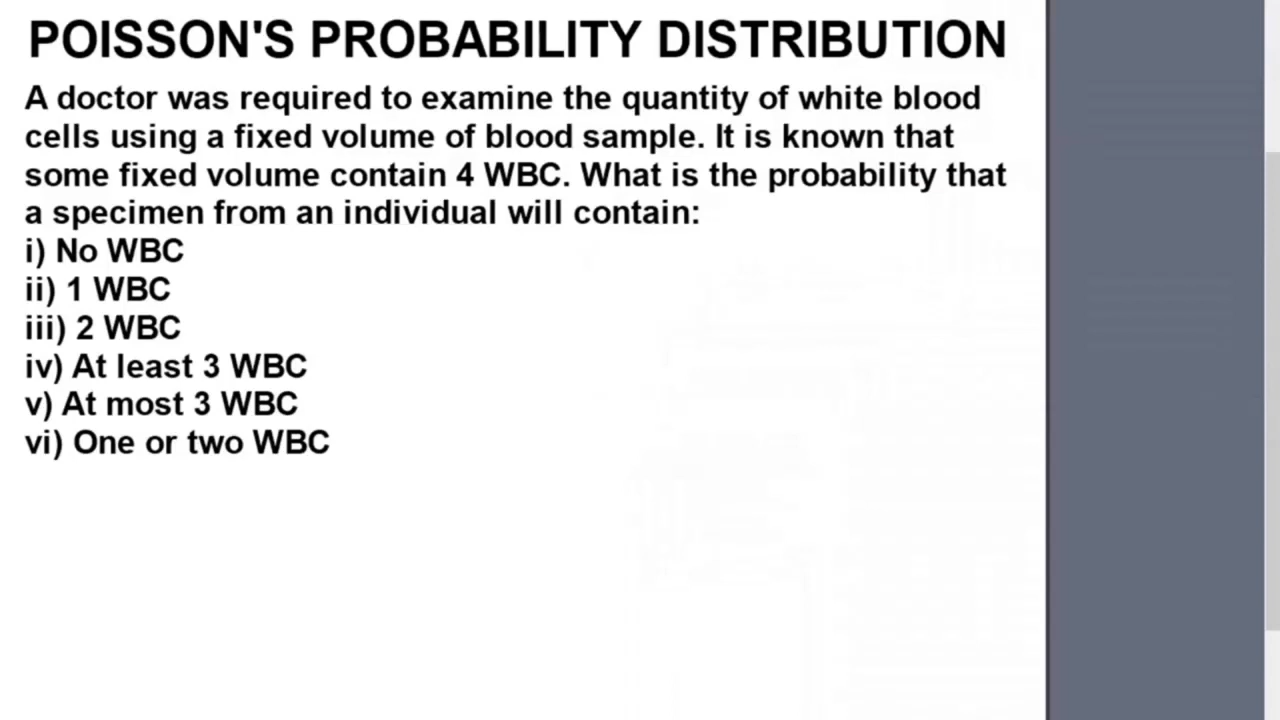 POISSON'S PROBABILITY DISTRIBUTION
A doctor was required to examine the quantity of white blood
cells using a fixed volume of blood sample. It is known that
some fixed volume contain 4 WBC. What is the probability that
a specimen from an individual will contain:
i) No WBC
ii) 1 WBC
iii) 2 WBC
iv) At least 3 WBC
v) At most 3 WBC
vi) One or two WBC